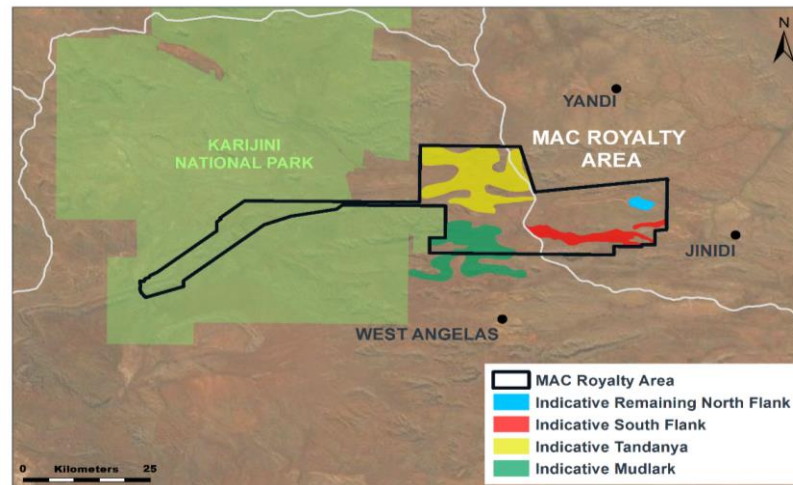 N
YANDI
KARIJINI
NATIONAL PARK
MAC ROYALTY
AREA
JINIDI
WEST ANGELAS
MAC Royalty Area
Indicative Remaining North Flank
Indicative South Flank
Indicative Tandanya
Indicative Mudlark
0 Kilometers 25